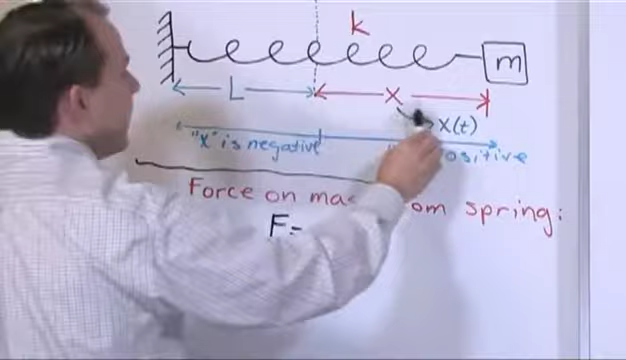 k
m
L X
X(t)
"x" is negative ositive
Force on ma om spring:
F=